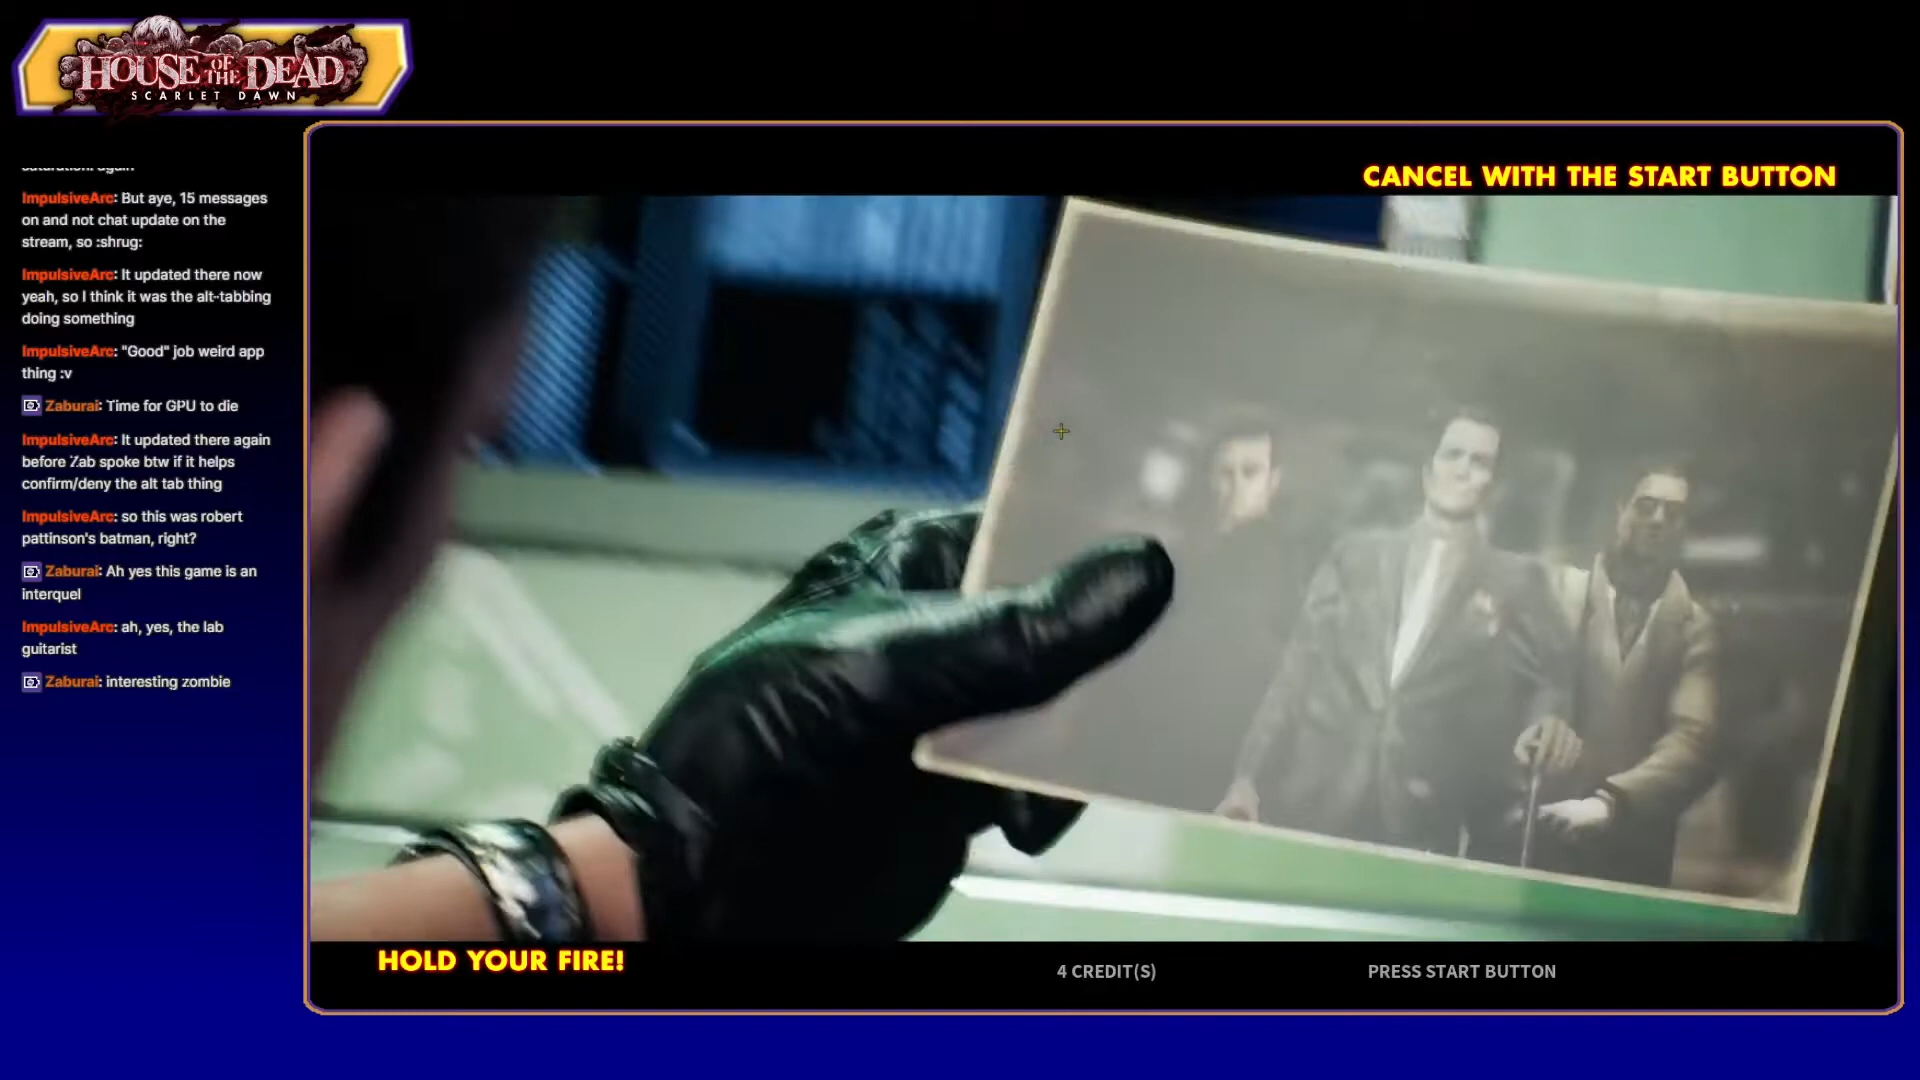 HOUSE OF THE DEAD
SCARLET DAWN
CANCEL WITH THE START BUTTON
saturation: again
ImpulsiveArc: But aye, 15 messages
on and not chat update on the
stream, so :shrug:
ImpulsiveArc: It updated there now
yeah, so I think it was the alt-tabbing
doing something
ImpulsiveArc: "Good" job weird app
thing :v
Zaburai: Time for GPU to die
ImpulsiveArc: It updated there again
before Zab spoke btw if it helps
confirm/deny the alt tab thing
ImpulsiveArc: so this was robert
pattinson's batman, right?
Zaburai: Ah yes this game is an
interquel
ImpulsiveArc: ah, yes, the lab
guitarist
Zaburai: interesting zombie
HOLD YOUR FIRE!
4 CREDIT(S)
PRESS START BUTTON